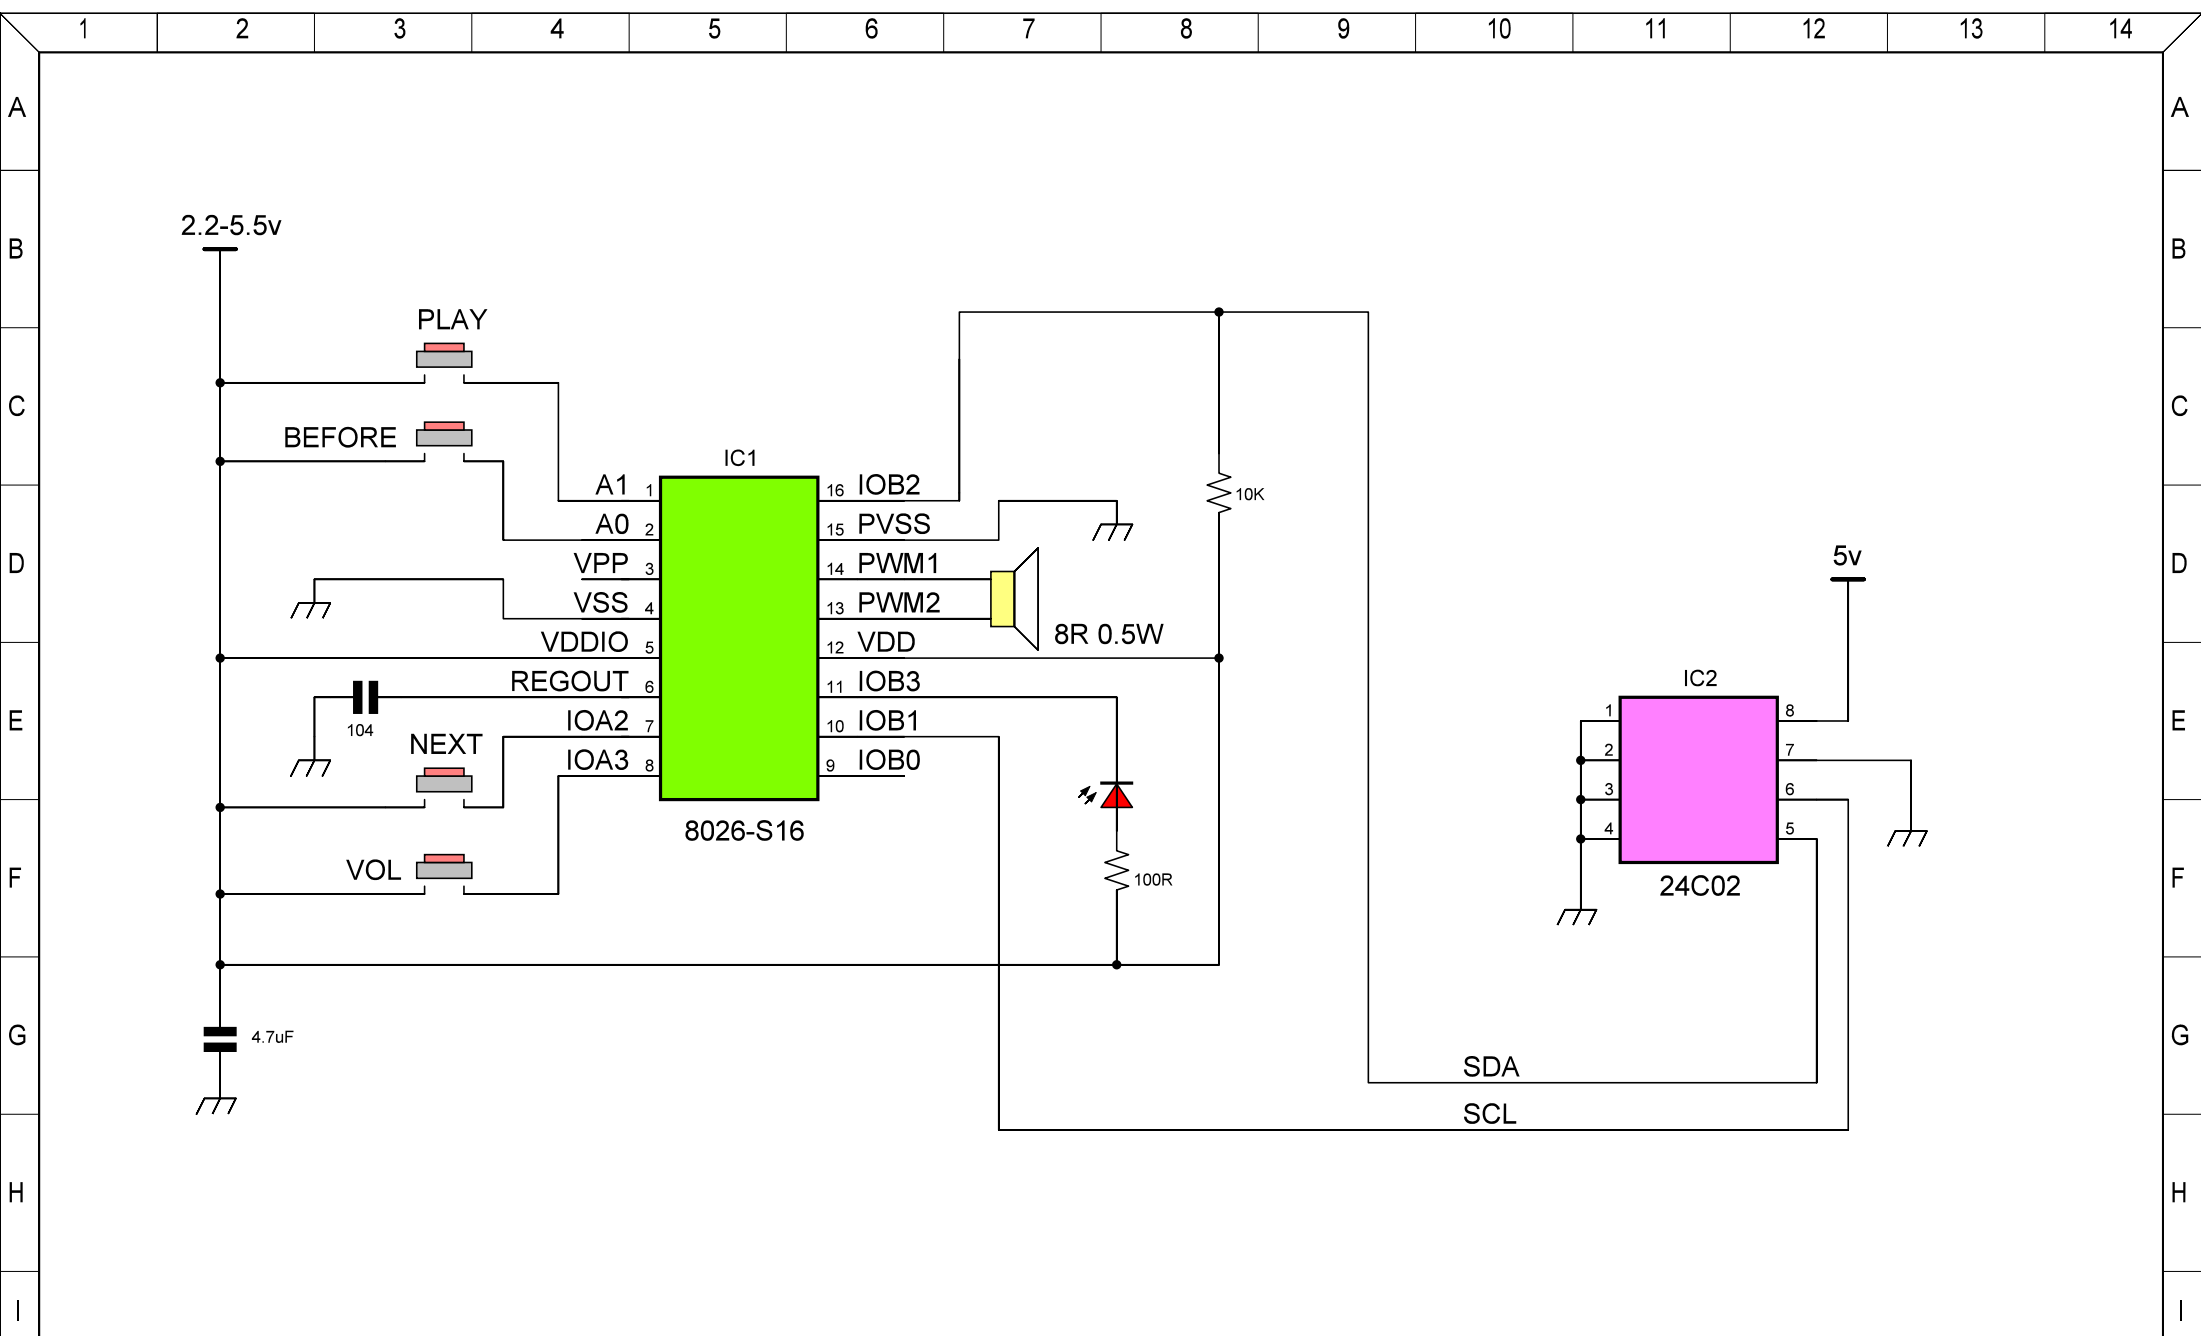 1 2 3 4 5 6 7 8 9 10 11 12 13 14
A A
2.2-5.5v
B B
PLAY
C C
BEFORE
IC1
A1 1 16 IOB2
10K
A0 2 15 PVSS
5v
D VPP 3 14 PWM1 D
VSS 4 13 PWM2
8R 0.5W
VDDIO 5 12 VDD
IC2
REGOUT 6 11 IOB3
1 8
104
E IOA2 7 10 IOB1 E
NEXT
2 7
IOA3 8 9 IOB0
3 6
8026-S16
4 5
VOL
100R
F F
24C02
4.7uF
G G
SDA
SCL
H H
I I